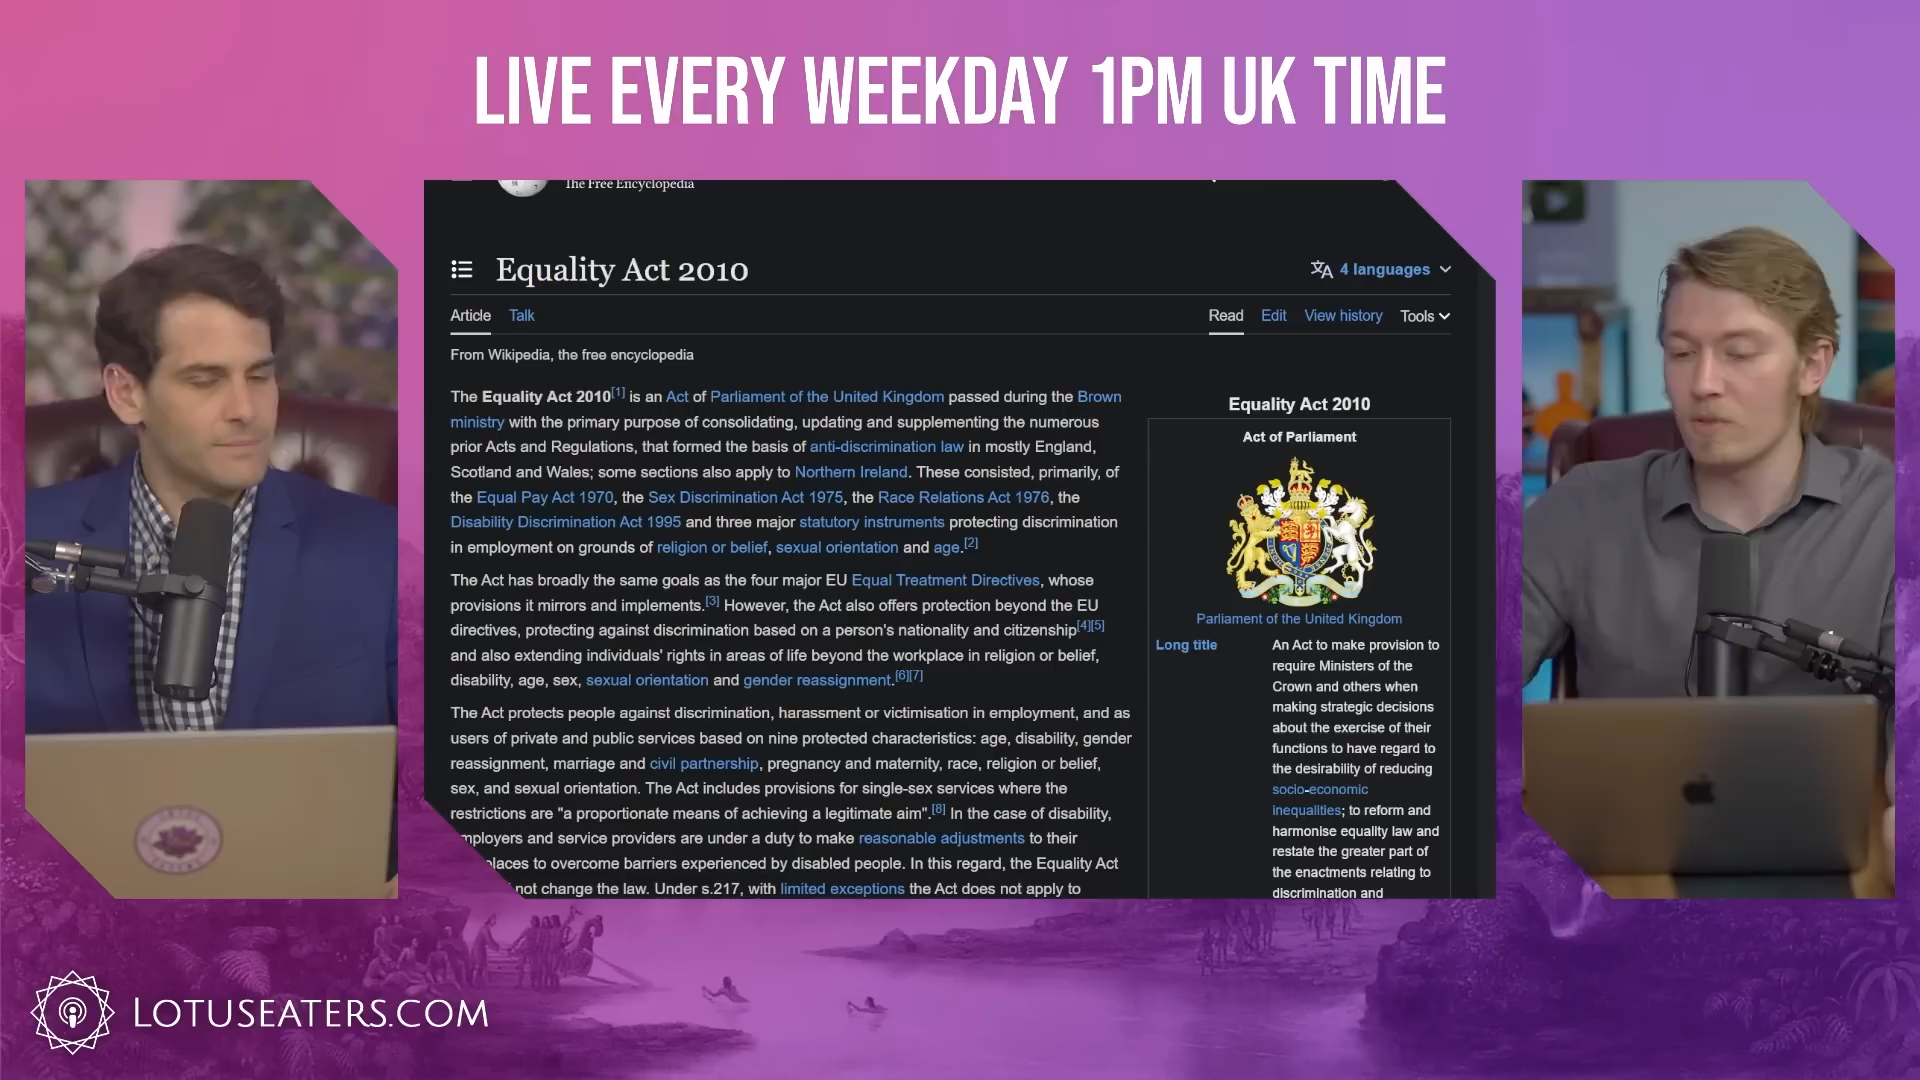 LIVE EVERY WEEKDAY 1PM UK TIME
The Free Encyclopedia
Equality Act 2010
4 languages
Article Talk
Read Edit View history Tools
From Wikipedia, the free encyclopedia
The Equality Act 2010[1] is an Act of Parliament of the United Kingdom passed during the Brown
ministry with the primary purpose of consolidating, updating and supplementing the numerous
prior Acts and Regulations, that formed the basis of anti-discrimination law in mostly England,
Scotland and Wales; some sections also apply to Northern Ireland. These consisted, primarily, of
the Equal Pay Act 1970, the Sex Discrimination Act 1975, the Race Relations Act 1976, the
Disability Discrimination Act 1995 and three major statutory instruments protecting discrimination
in employment on grounds of religion or belief, sexual orientation and age.[2]
The Act has broadly the same goals as the four major EU Equal Treatment Directives, whose
provisions it mirrors and implements.[3] However, the Act also offers protection beyond the EU
directives, protecting against discrimination based on a person's nationality and citizenship[4][5]
and also extending individuals' rights in areas of life beyond the workplace in religion or belief,
disability, age, sex, sexual orientation and gender reassignment.[6][7]
The Act protects people against discrimination, harassment or victimisation in employment, and as
users of private and public services based on nine protected characteristics: age, disability, gender
reassignment, marriage and civil partnership, pregnancy and maternity, race, religion or belief,
sex, and sexual orientation. The Act includes provisions for single-sex services where the
restrictions are "a proportionate means of achieving a legitimate aim".[8] In the case of disability,
mployers and service providers are under a duty to make reasonable adjustments to their
laces to overcome barriers experienced by disabled people. In this regard, the Equality Act
not change the law. Under s.217, with limited exceptions the Act does not apply to
Equality Act 2010
Act of Parliament
Parliament of the United Kingdom
Long title
An Act to make provision to
require Ministers of the
Crown and others when
making strategic decisions
about the exercise of their
functions to have regard to
the desirability of reducing
socio-economic
inequalities; to reform and
harmonise equality law and
restate the greater part of
the enactments relating to
discrimination and
LOTUSEATERS.COM